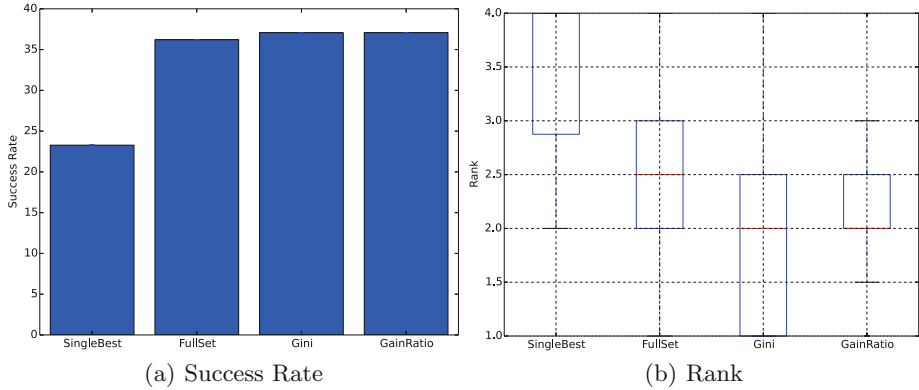 40
35
30
25
20
15
10
5
0
Success Rate
SingleBest FullSet Gini GainRatio
(a) Success Rate
4.0
3.5
3.0
2.5
2.0
1.5
1.0
Rank
SingleBest FullSet Gini GainRatio
(b) Rank